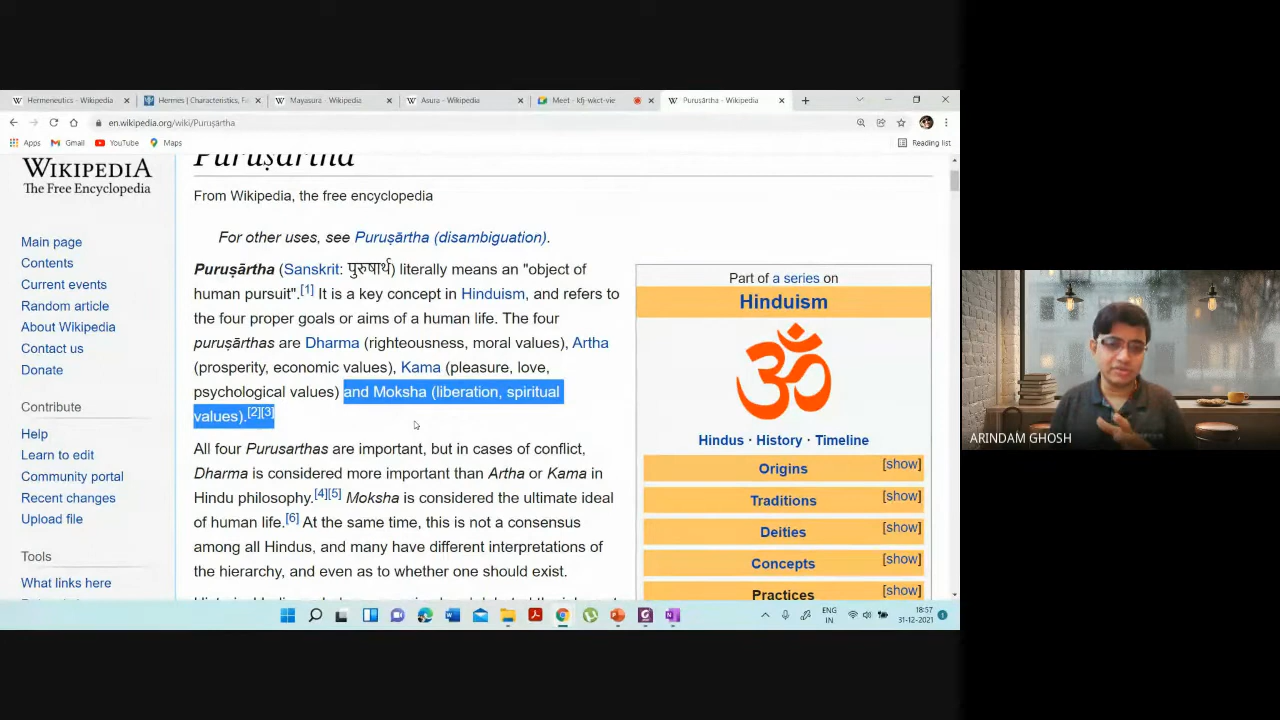 Hermeneutics - Wikipedia
Hermes | Characteristics, Fa
Mayasura - Wikipedia
Asura - Wikipedia
Meet - kfj-wkct-vie
Puruṣārtha - Wikipedia
en.wikipedia.org/wiki/Puruṣārtha
Apps Gmail YouTube Maps
Reading list
WIKIPEDIA
The Free Encyclopedia
Main page
Contents
Current events
Random article
About Wikipedia
Contact us
Donate
Contribute
Help
Learn to edit
Community portal
Recent changes
Upload file
Tools
What links here
Puruṣārtha
From Wikipedia, the free encyclopedia
For other uses, see Puruṣārtha (disambiguation).
Puruṣārtha (Sanskrit: पुरुषार्थ) literally means an "object of
human pursuit".[1] It is a key concept in Hinduism, and refers to
the four proper goals or aims of a human life. The four
puruṣārthas are Dharma (righteousness, moral values), Artha
(prosperity, economic values), Kama (pleasure, love,
psychological values) and Moksha (liberation, spiritual
values).[2][3]
All four Purusarthas are important, but in cases of conflict,
Dharma is considered more important than Artha or Kama in
Hindu philosophy.[4][5] Moksha is considered the ultimate ideal
of human life.[6] At the same time, this is not a consensus
among all Hindus, and many have different interpretations of
the hierarchy, and even as to whether one should exist.
Part of a series on
Hinduism
ॐ
Hindus · History · Timeline
Origins [show]
Traditions [show]
Deities [show]
Concepts [show]
Practices [show]
ENG
IN
18:57
31-12-2021
ARINDAM GHOSH